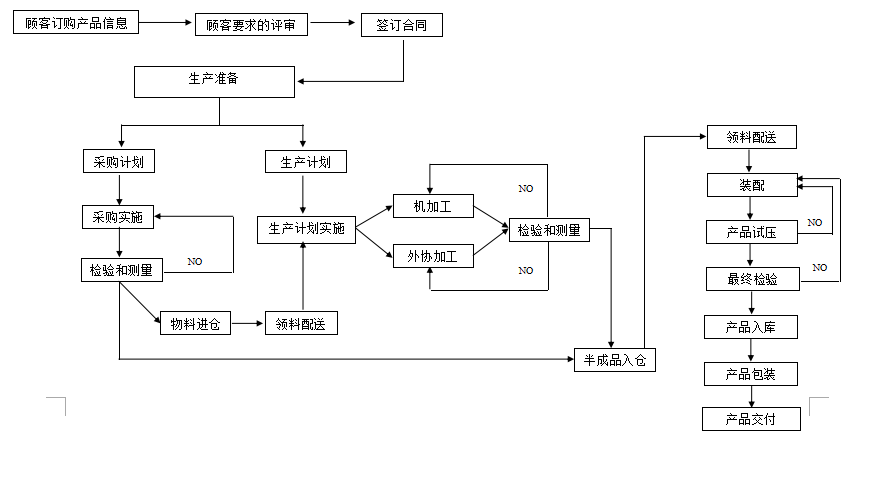 顾客订购产品信息
顾客要求的评审
签订合同
生产准备
采购计划
生产计划
采购实施
生产计划实施
检验和测量
NO
物料进仓
领料配送
机加工
外协加工
NO
检验和测量
NO
半成品入仓
领料配送
装配
产品试压
NO
最终检验
NO
产品入库
产品包装
产品交付